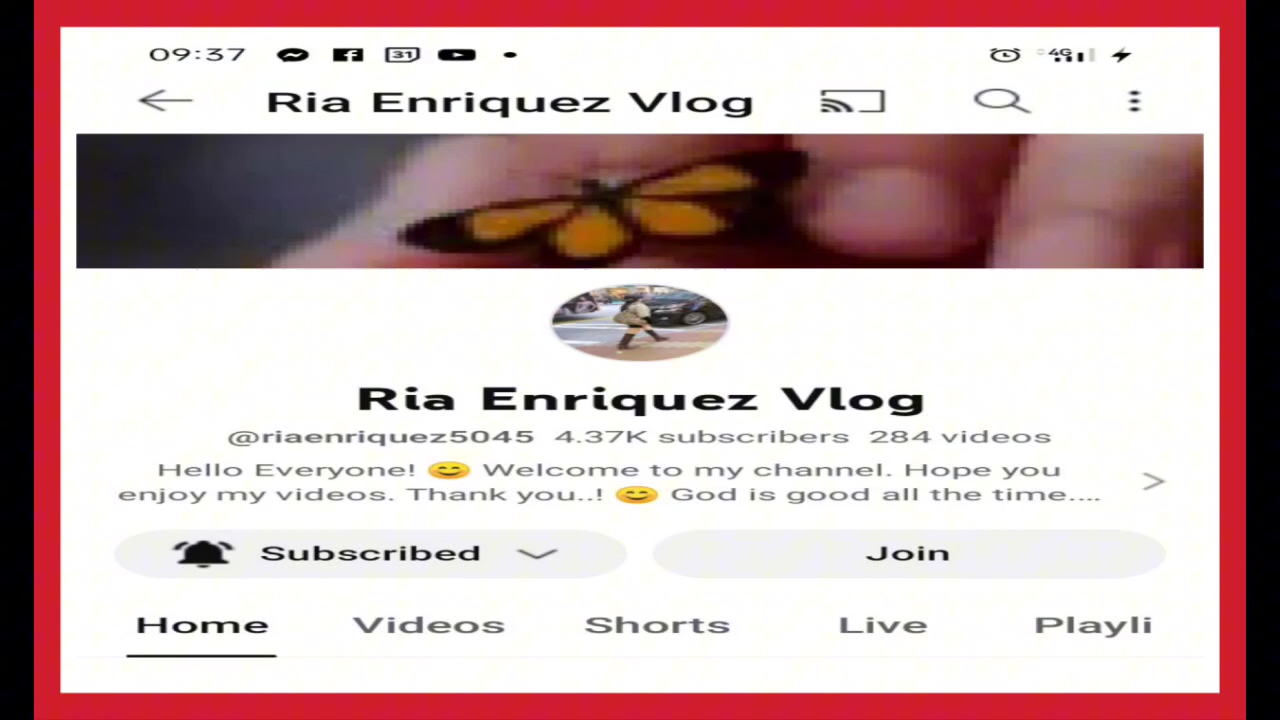 09:37 31 4G
Ria Enriquez Vlog
Ria Enriquez Vlog
@riaenriquez5045 4.37K subscribers 284 videos
Hello Everyone! 😊 Welcome to my channel. Hope you
enjoy my videos. Thank you..! 😊 God is good all the time....
Subscribed
Join
Home Videos Shorts Live Playli